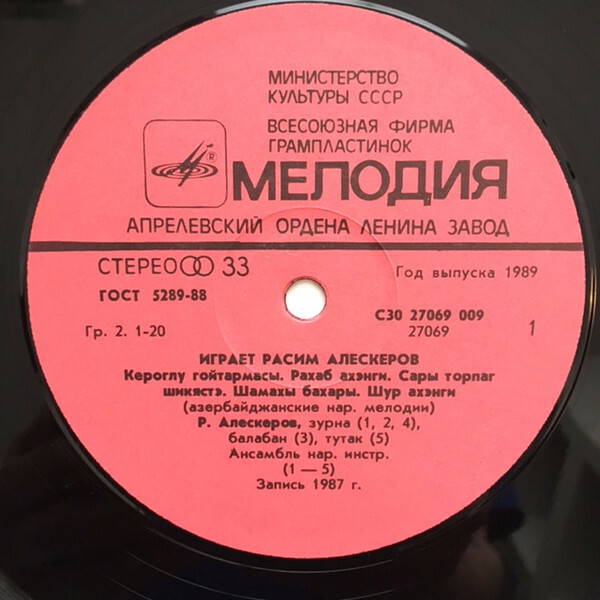 МИНИСТЕРСТВО
КУЛЬТУРЫ СССР
ВСЕСОЮЗНАЯ ФИРМА
ГРАМПЛАСТИНОК
®
МЕЛОДИЯ
АПРЕЛЕВСКИЙ ОРДЕНА ЛЕНИНА ЗАВОД
СТЕРЕО 33
Год выпуска 1989
ГОСТ 5289-88
С30 27069 009
Гр. 2. 1-20
27069
1
ИГРАЕТ РАСИМ АЛЕСКЕРОВ
Кероглу гойтармасы. Рахаб ахэнги. Сары торпаг
шикястэ. Шамахы бахары. Шур ахэнги
(азербайджанские нар. мелодии)
Р. Алескеров, зурна (1, 2, 4),
балабан (3), тутак (5)
Ансамбль нар. инстр.
(1 — 5)
Запись 1987 г.